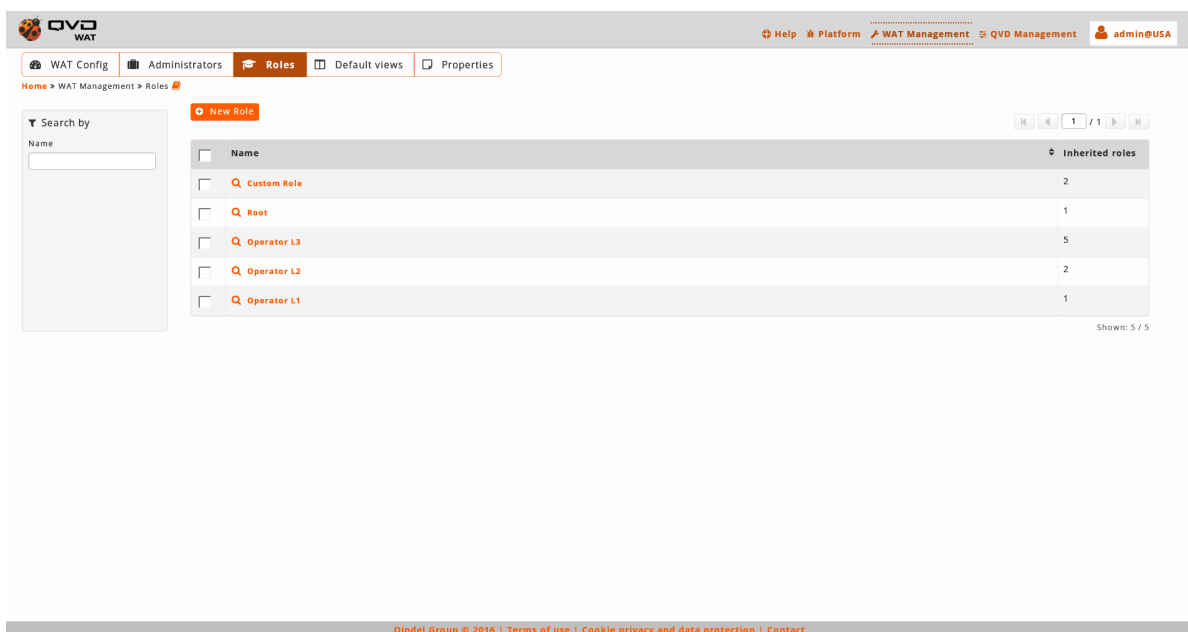 QVD
WAT
Help Platform WAT Management QVD Management admin@USA
WAT Config Administrators Roles Default views Properties
Home » WAT Management » Roles
Search by
Name
New Role
1 / 1
Name Inherited roles
Custom Role 2
Root 1
Operator L3 5
Operator L2 2
Operator L1 1
Shown: 5 / 5
Qindel Group © 2016 | Terms of use | Cookie privacy and data protection | Contact